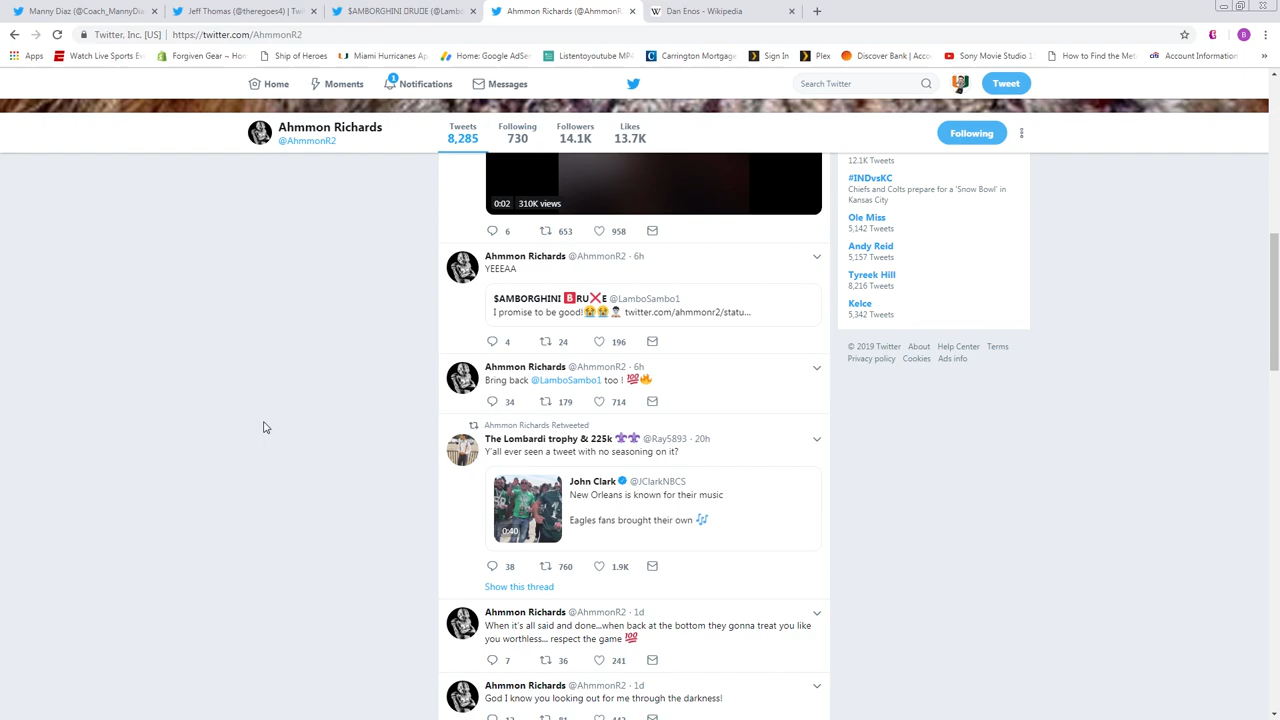 Manny Diaz (@Coach_MannyDia
Jeff Thomas (@theregoes4) | Twit
$AMBORGHINI DRUDE (@Lambo
Ahmmon Richards (@AhmmonR
Dan Enos - Wikipedia
Twitter, Inc. [US] | https://twitter.com/AhmmonR2
Apps
Watch Live Sports Ev
Forgiven Gear – Hom
Ship of Heroes
Miami Hurricanes Ap
Home: Google AdSen
Listentoyoutube MP4
Carrington Mortgage
Sign In
Plex
Discover Bank | Acco
Sony Movie Studio 1
How to Find the Met
citi
Account Information
Home
Moments
1
Notifications
Messages
Search Twitter
Tweet
Ahmmon Richards
@AhmmonR2
Tweets
8,285
Following
730
Followers
14.1K
Likes
13.7K
Following
0:02 310K views
6 653 958
Ahmmon Richards @AhmmonR2 · 6h
YEEEAA
$AMBORGHINI 🅱RU❌E @LamboSambo1
I promise to be good!😭😭🤷🏻‍♂️ twitter.com/ahmmonr2/statu...
4 24 196
Ahmmon Richards @AhmmonR2 · 6h
Bring back @LamboSambo1 too ! 💯🔥
34 179 714
Ahmmon Richards Retweeted
The Lombardi trophy & 225k ⚜⚜ @Ray5893 · 20h
Y'all ever seen a tweet with no seasoning on it?
John Clark @JClarkNBCS
New Orleans is known for their music
Eagles fans brought their own 🎶
0:40
38 760 1.9K
Show this thread
Ahmmon Richards @AhmmonR2 · 1d
When it's all said and done...when back at the bottom they gonna treat you like
you worthless... respect the game 💯
7 36 241
Ahmmon Richards @AhmmonR2 · 1d
God I know you looking out for me through the darkness!
12.1K Tweets
#INDvsKC
Chiefs and Colts prepare for a 'Snow Bowl' in
Kansas City
Ole Miss
5,142 Tweets
Andy Reid
5,157 Tweets
Tyreek Hill
8,216 Tweets
Kelce
5,342 Tweets
© 2019 Twitter About Help Center Terms
Privacy policy Cookies Ads info